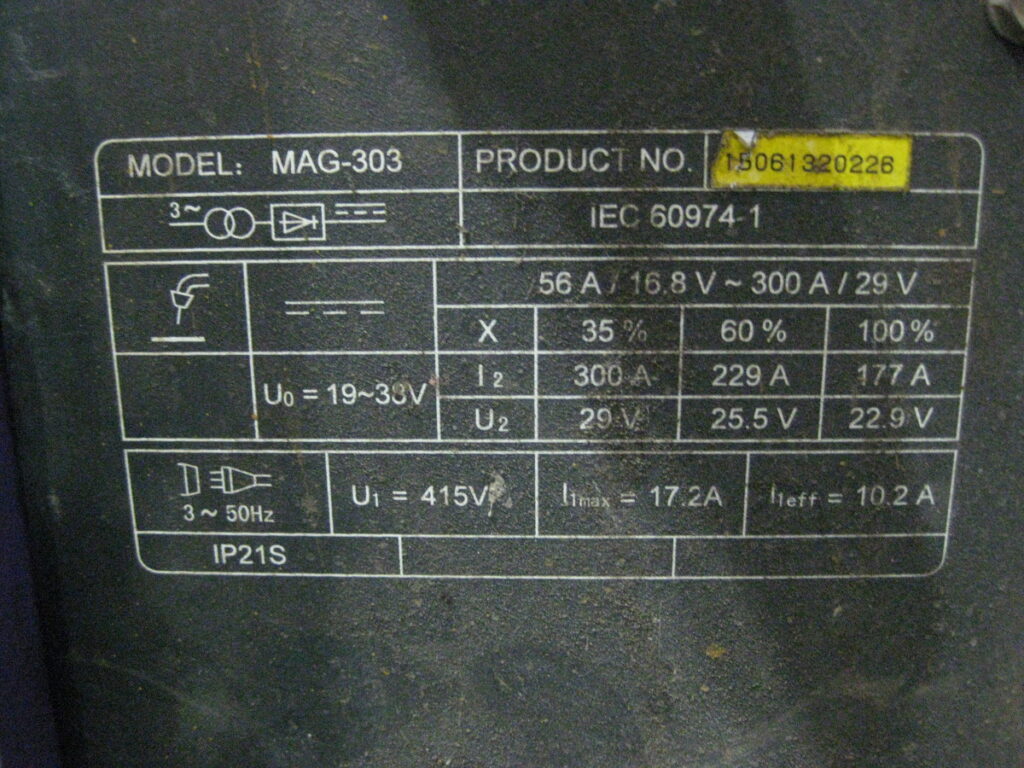 MODEL: MAG-303 PRODUCT NO. 15061320226
3~ IEC 60974-1
56 A / 16.8 V ~ 300 A / 29 V
X 35 % 60 % 100 %
I2 300 A 229 A 177 A
U0 = 19~38V U2 29 V 25.5 V 22.9 V
3 ~ 50Hz U1 = 415V I1max = 17.2A I1eff = 10.2 A
IP21S